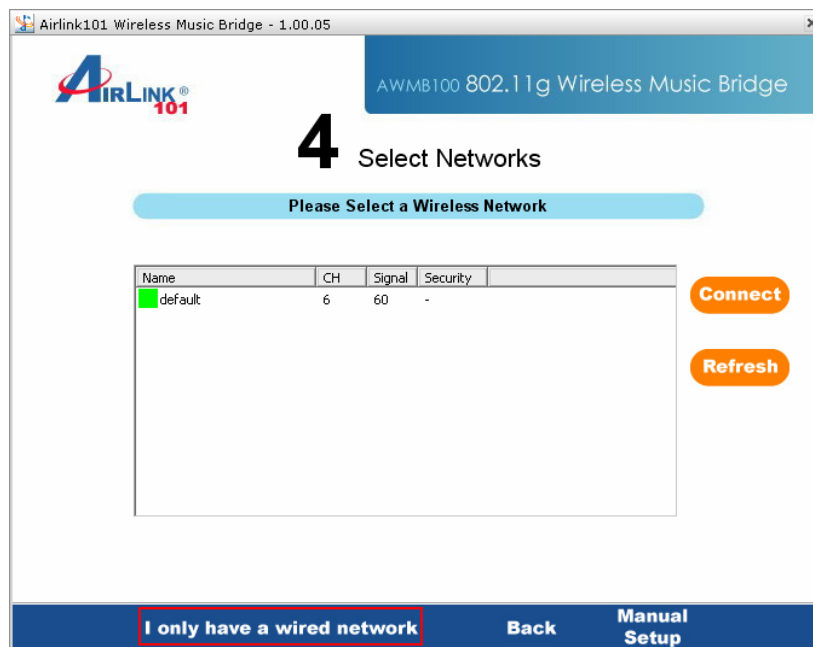 Airlink101 Wireless Music Bridge - 1.00.05
AIRLINK®
101
AWMB100 802.11g Wireless Music Bridge
4 Select Networks
Please Select a Wireless Network
Name CH Signal Security
default 6 60 -
Connect
Refresh
I only have a wired network
Back
Manual
Setup